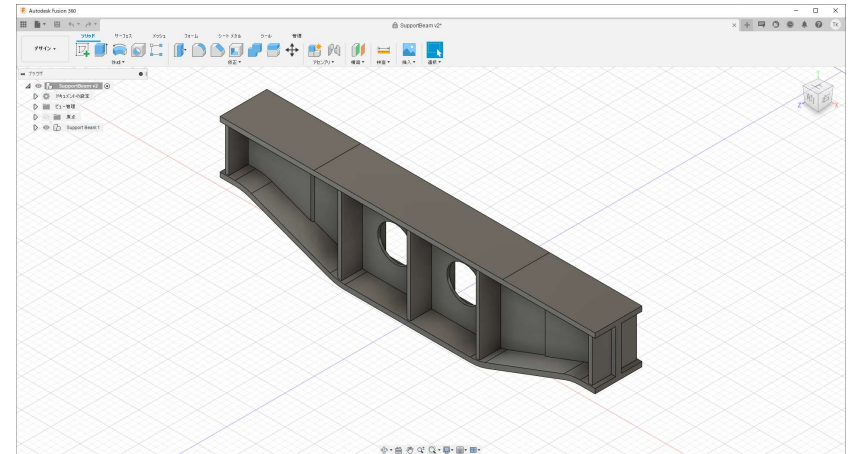 Autodesk Fusion 360
SupportBeam v2*
ソリッド サーフェス メッシュ フォーム シート メタル ツール 管理
デザイン
作成 修正 アセンブリ 構築 検査 挿入 選択
ブラウザ
SupportBeam v2
ドキュメントの設定
ビュー管理
原点
Support Beam:1